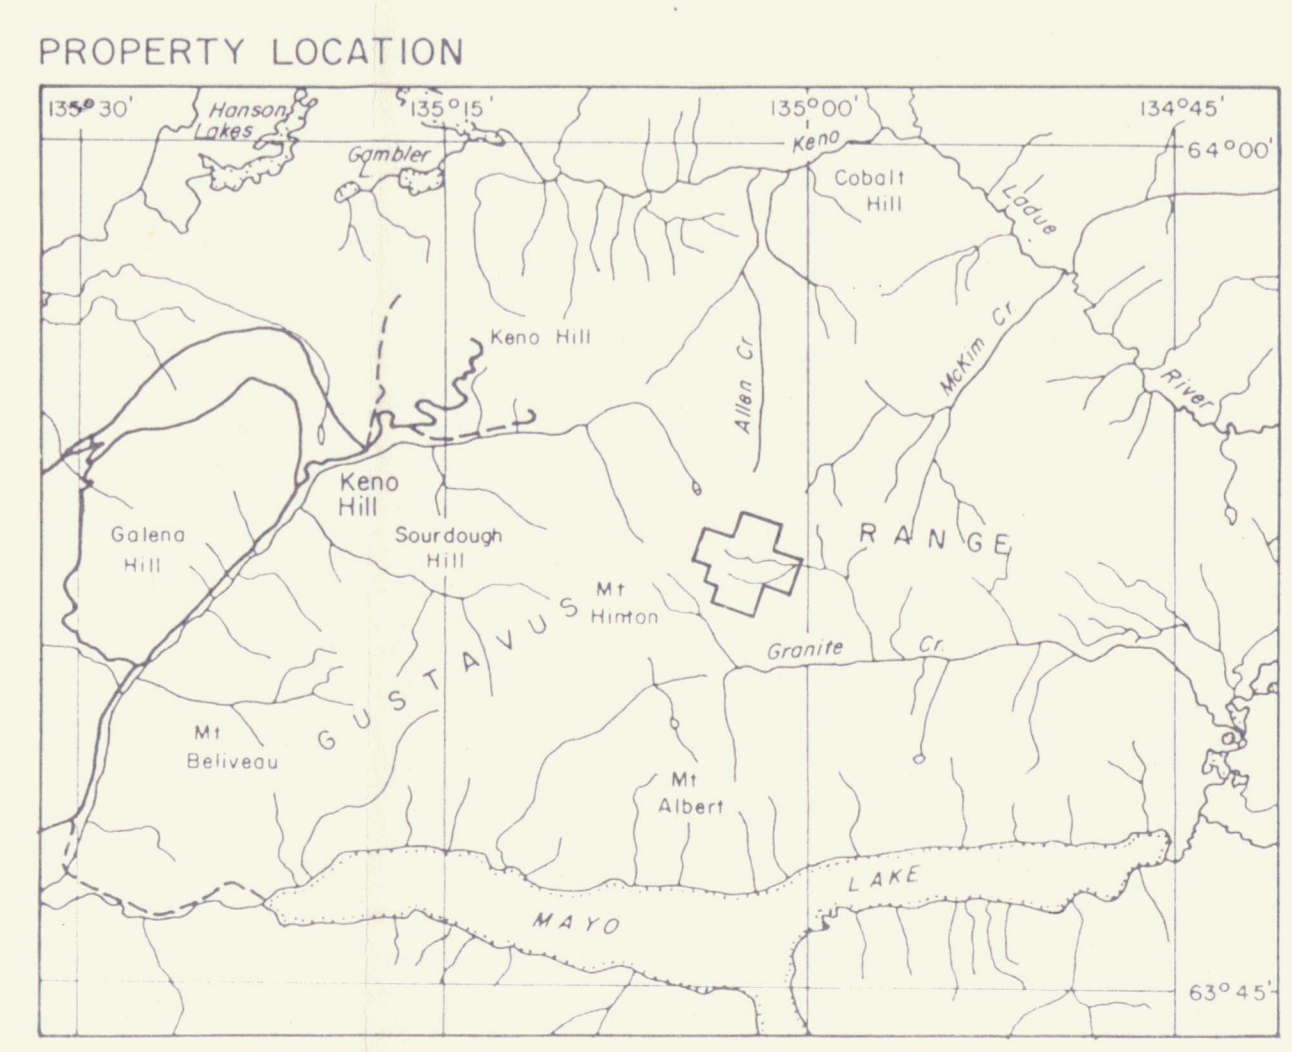 PROPERTY LOCATION
135° 30'
Hanson
Lakes
135° 15'
135° 00'
134° 45'
64° 00'
Gambler
L
Keno
Cobalt
Hill
Ladue
River
Keno Hill
Allen Cr
McKim Cr
Keno
Hill
Galena
Hill
Sourdough
Hill
RANGE
Mt
Hinton
GUSTAVUS
Granite Cr.
Mt
Beliveau
Mt
Albert
MAYO
LAKE
63° 45'